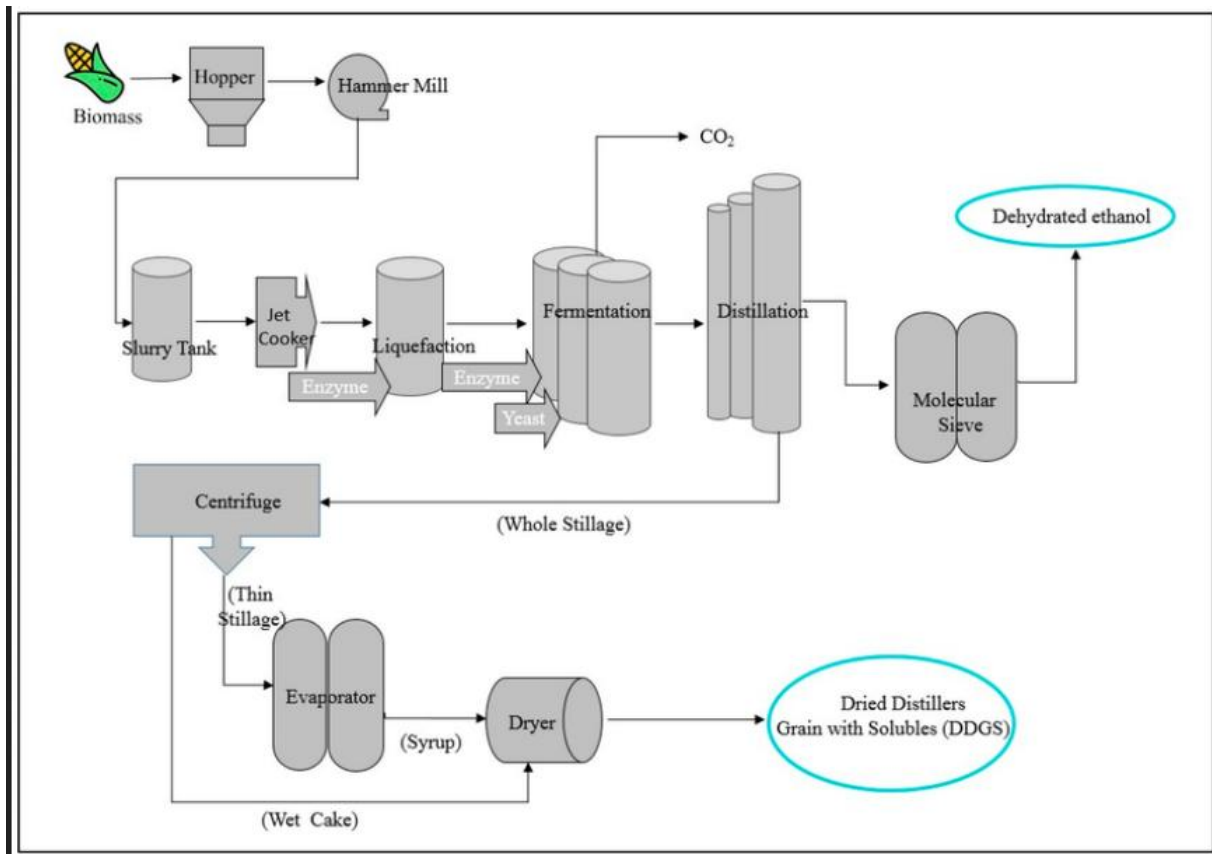 Biomass
Hopper
Hammer Mill
CO₂
Dehydrated ethanol
Slurry Tank
Jet
Cooker
Liquefaction
Fermentation
Distillation
Enzyme
Enzyme
Yeast
Molecular
Sieve
Centrifuge
(Whole Stillage)
(Thin
Stillage)
Evaporator
(Syrup)
Dryer
Dried Distillers
Grain with Solubles (DDGS)
(Wet Cake)